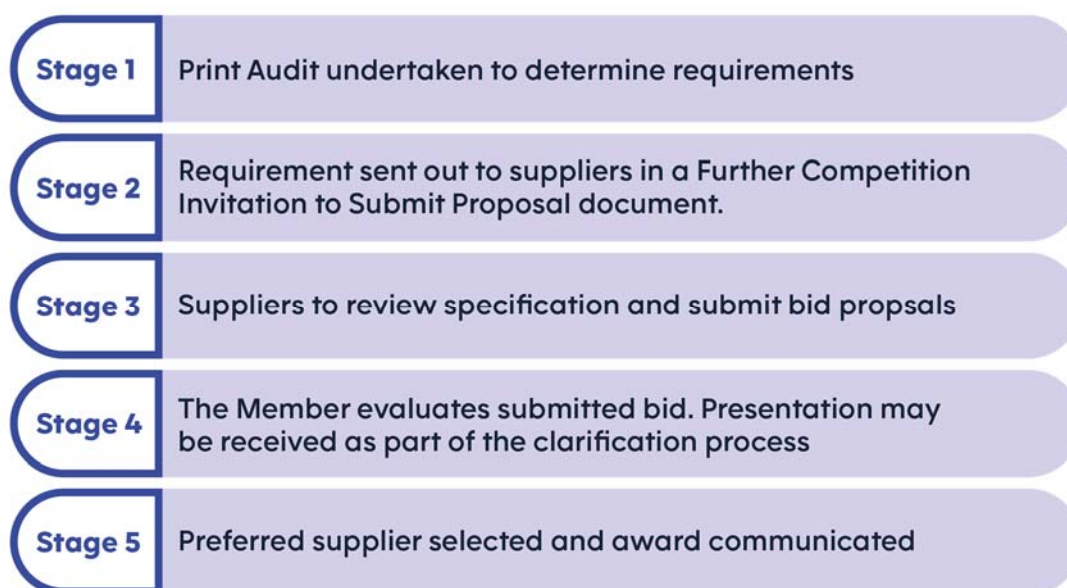 Stage 1
Print Audit undertaken to determine requirements
Stage 2
Requirement sent out to suppliers in a Further Competition
Invitation to Submit Proposal document.
Stage 3
Suppliers to review specification and submit bid propsals
Stage 4
The Member evaluates submitted bid. Presentation may
be received as part of the clarification process
Stage 5
Preferred supplier selected and award communicated